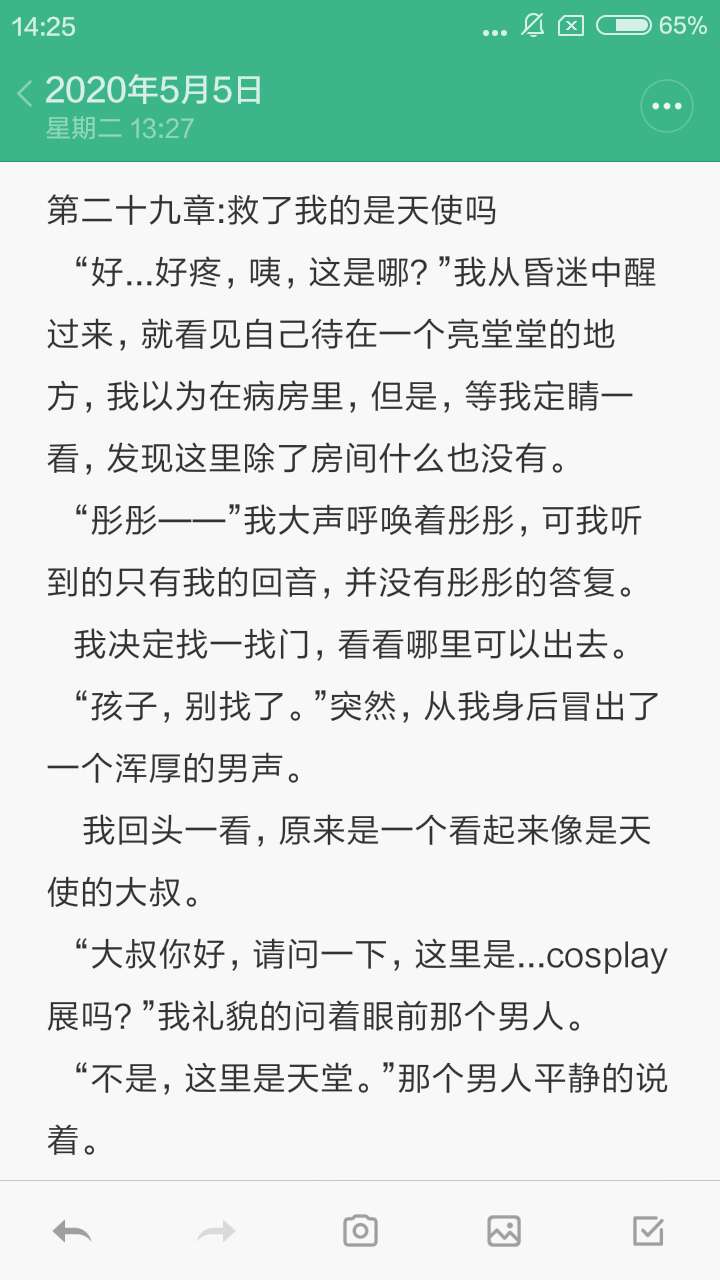 14:25
65%
2020年5月5日
星期二 13:27
第二十九章:救了我的是天使吗
“好...好疼，咦，这是哪？”我从昏迷中醒
过来，就看见自己待在一个亮堂堂的地
方，我以为在病房里，但是，等我定睛一
看，发现这里除了房间什么也没有。
“彤彤——”我大声呼唤着彤彤，可我听
到的只有我的回音，并没有彤彤的答复。
我决定找一找门，看看哪里可以出去。
“孩子，别找了。”突然，从我身后冒出了
一个浑厚的男声。
我回头一看，原来是一个看起来像是天
使的大叔。
“大叔你好，请问一下，这里是...cosplay
展吗？”我礼貌的问着眼前那个男人。
“不是，这里是天堂。”那个男人平静的说
着。